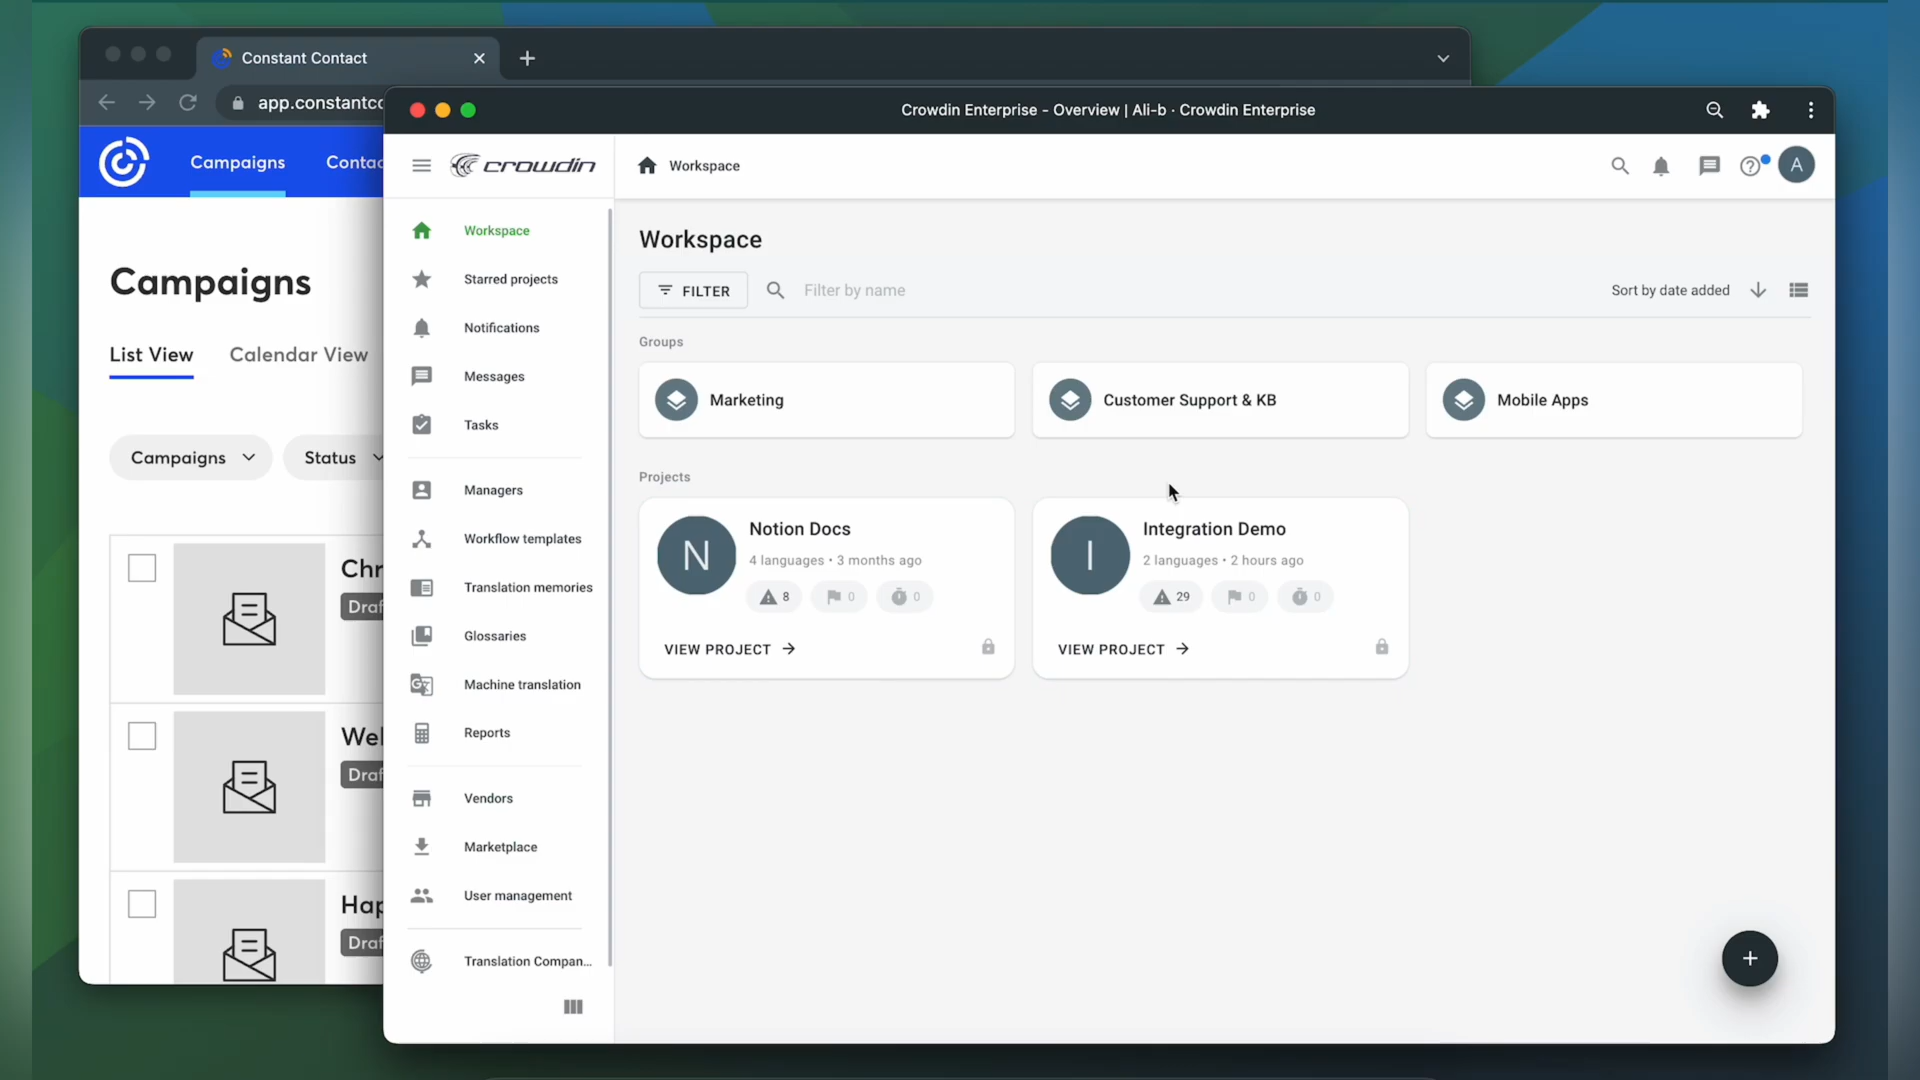 Constant Contact
app.constantco
Campaigns
Contac
Campaigns
List View
Calendar View
Campaigns
Status
Chr
Draf
Wel
Draf
Hap
Draf
Crowdin Enterprise - Overview | Ali-b · Crowdin Enterprise
crowdin
Workspace
A
Workspace
Starred projects
Notifications
Messages
Tasks
Managers
Workflow templates
Translation memories
Glossaries
Machine translation
Reports
Vendors
Marketplace
User management
Translation Compan...
Workspace
FILTER
Filter by name
Sort by date added
Groups
Marketing
Customer Support & KB
Mobile Apps
Projects
N
Notion Docs
4 languages • 3 months ago
8
0
0
VIEW PROJECT
I
Integration Demo
2 languages • 2 hours ago
29
0
0
VIEW PROJECT